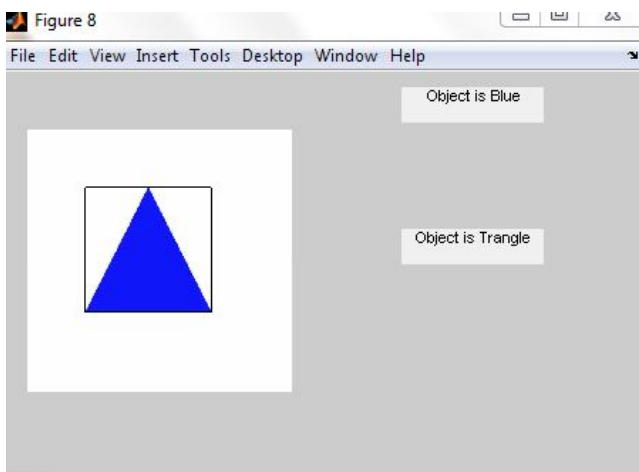 Figure 8
File Edit View Insert Tools Desktop Window Help
Object is Blue
Object is Trangle